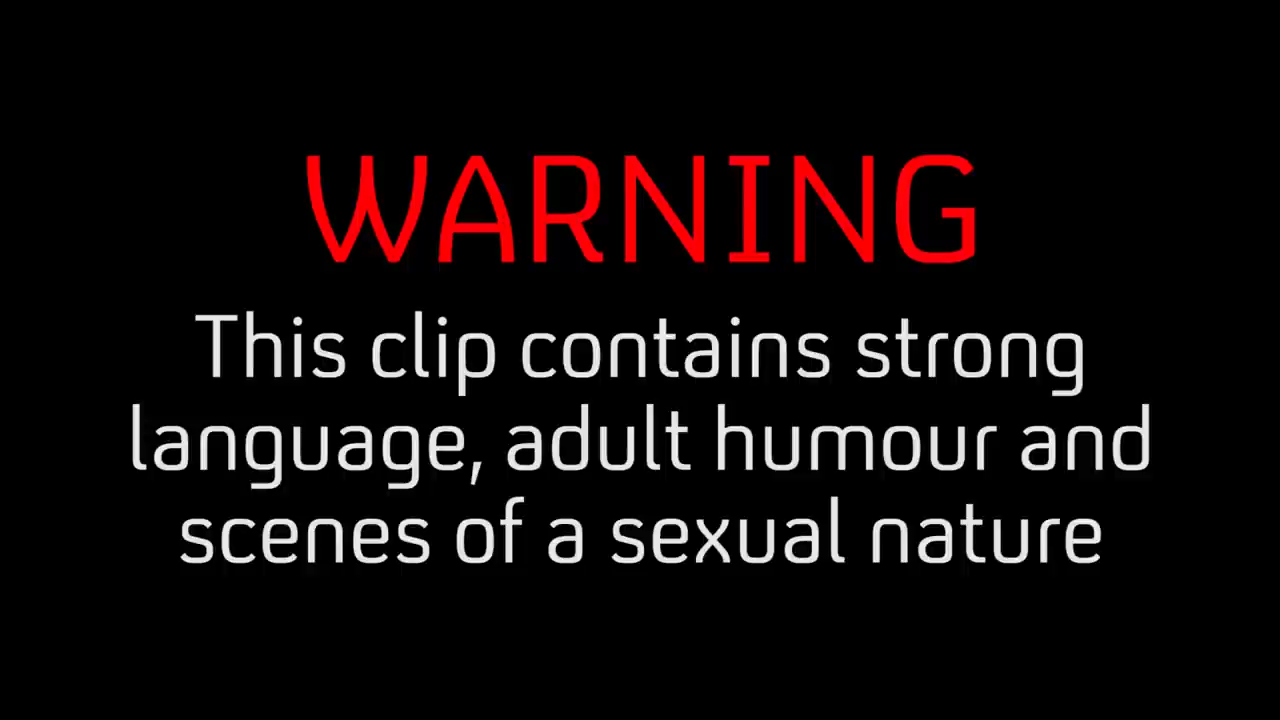 WARNING
This clip contains strong
language, adult humour and
scenes of a sexual nature